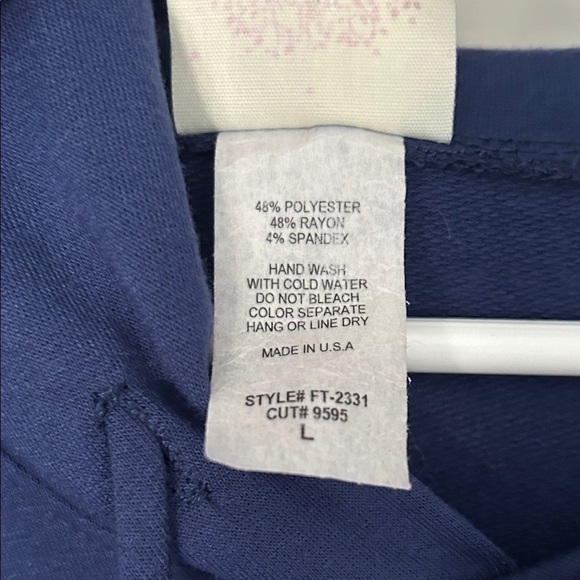 48% POLYESTER
48% RAYON
4% SPANDEX
HAND WASH
WITH COLD WATER
DO NOT BLEACH
COLOR SEPARATE
HANG OR LINE DRY
MADE IN U.S.A
STYLE# FT-2331
CUT# 9595
L